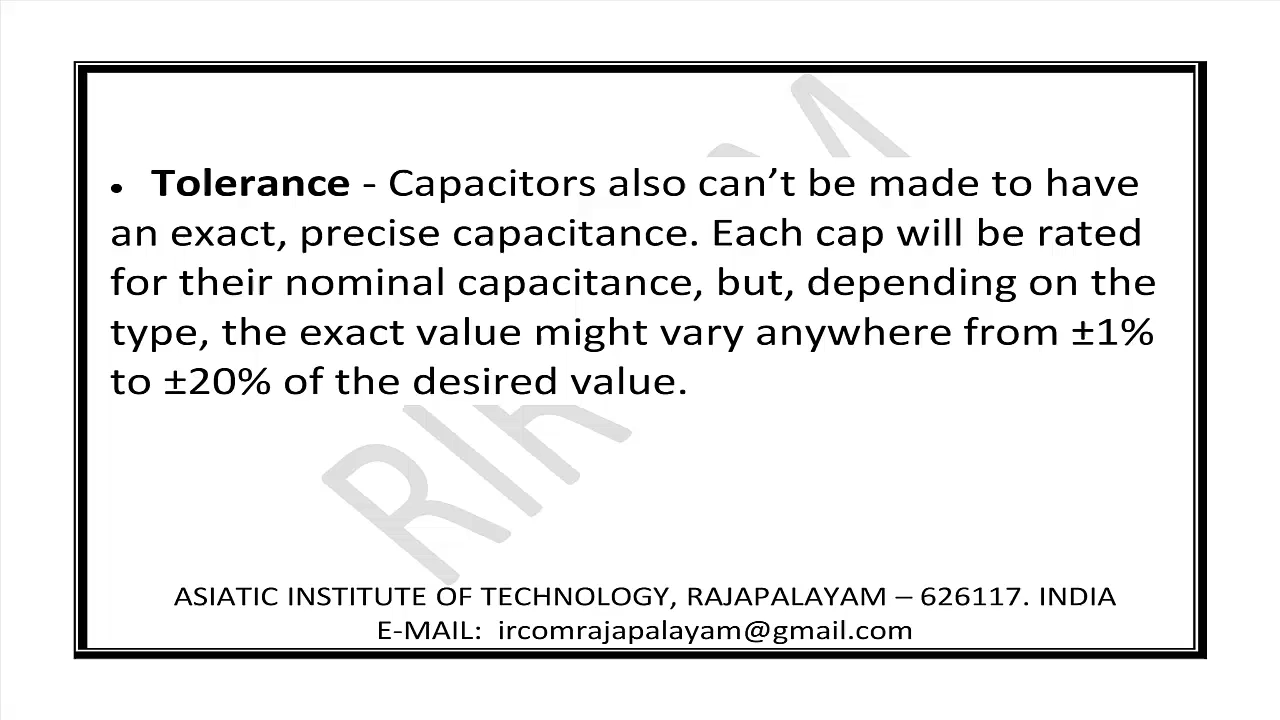 • Tolerance - Capacitors also can’t be made to have
an exact, precise capacitance. Each cap will be rated
for their nominal capacitance, but, depending on the
type, the exact value might vary anywhere from ±1%
to ±20% of the desired value.
ASIATIC INSTITUTE OF TECHNOLOGY, RAJAPALAYAM – 626117. INDIA
E-MAIL:  ircomrajapalayam@gmail.com